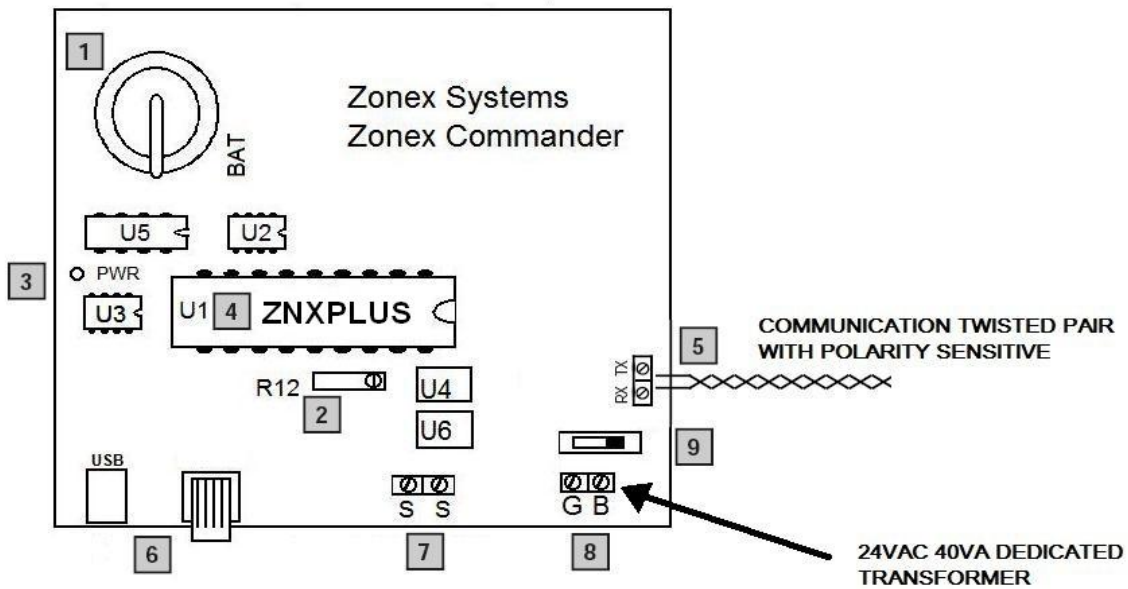 1
Zonex Systems
Zonex Commander
BAT
U5
U2
3
PWR
U3
U1
4
ZNXPLUS
5
COMMUNICATION TWISTED PAIR
WITH POLARITY SENSITIVE
TX
RX
R12
2
U4
U6
9
USB
S S
G B
6
7
8
24VAC 40VA DEDICATED
TRANSFORMER